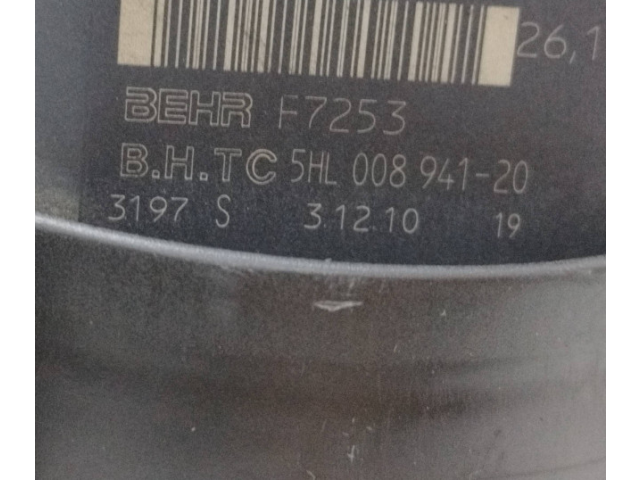 26,1
BEHR F7253
B.H.TC 5HL 008 941-20
3197 S 3.12.10 19